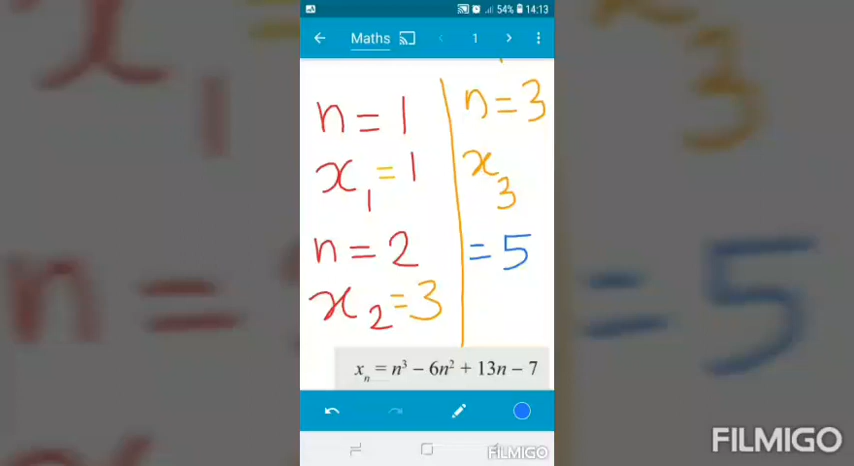 54% 14:13
Maths 1
n = 1
x₁ = 1
n = 2
x₂ = 3
n = 3
x₃
= 5
xₙ = n³ − 6n² + 13n − 7
FILMIGO
FILMIGO